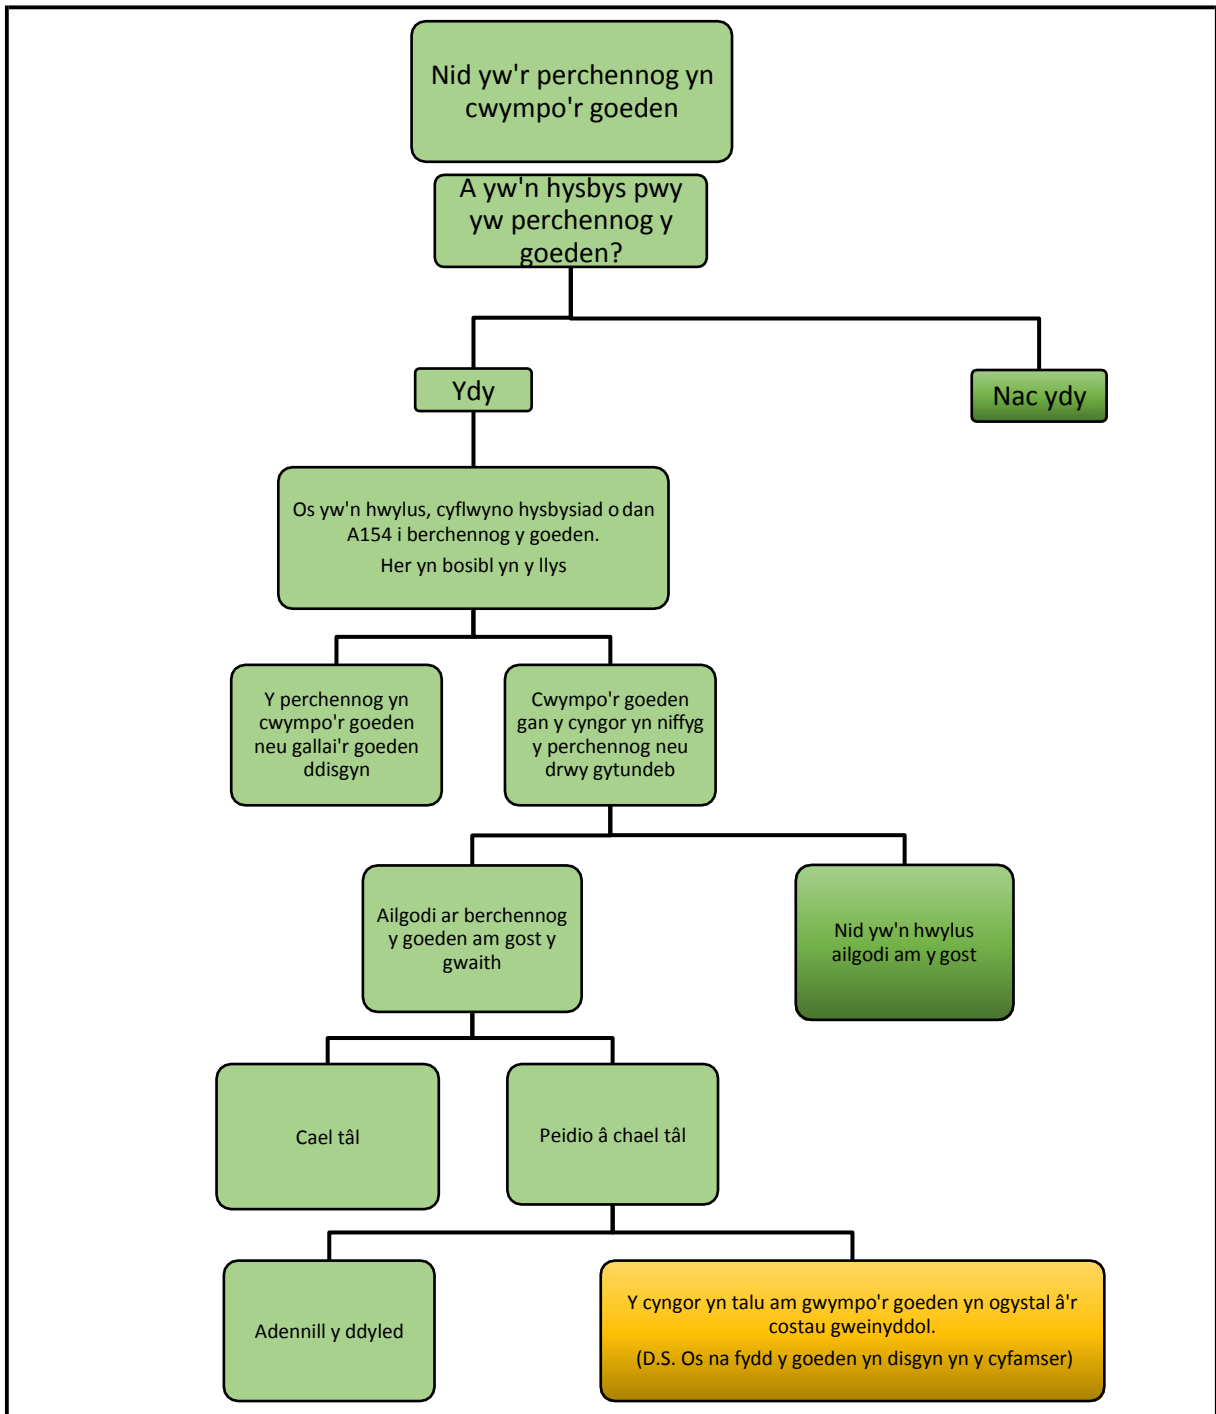 Nid yw'r perchennog yn
cwympo'r goeden
A yw'n hysbys pwy
yw perchennog y
goeden?
Ydy
Nac ydy
Os yw'n hwylus, cyflwyno hysbysiad o dan
A154 i berchennog y goeden.
Her yn bosibl yn y llys
Y perchennog yn
cwympo'r goeden
neu gallai'r goeden
ddisgyn
Cwympo'r goeden
gan y cyngor yn niffyg
y perchennog neu
drwy gytundeb
Ailgodi ar berchennog
y goeden am gost y
gwaith
Nid yw'n hwylus
ailgodi am y gost
Cael tâl
Peidio â chael tâl
Adennill y ddyled
Y cyngor yn talu am gwympo'r goeden yn ogystal â'r
costau gweinyddol.
(D.S. Os na fydd y goeden yn disgyn yn y cyfamser)